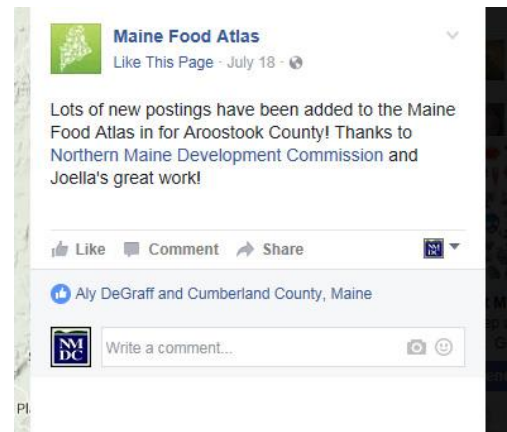 Maine Food Atlas
Like This Page · July 18 ·
Lots of new postings have been added to the Maine
Food Atlas in for Aroostook County! Thanks to
Northern Maine Development Commission and
Joella's great work!
Like Comment Share
Aly DeGraff and Cumberland County, Maine
NM
DC
Write a comment...
Pl